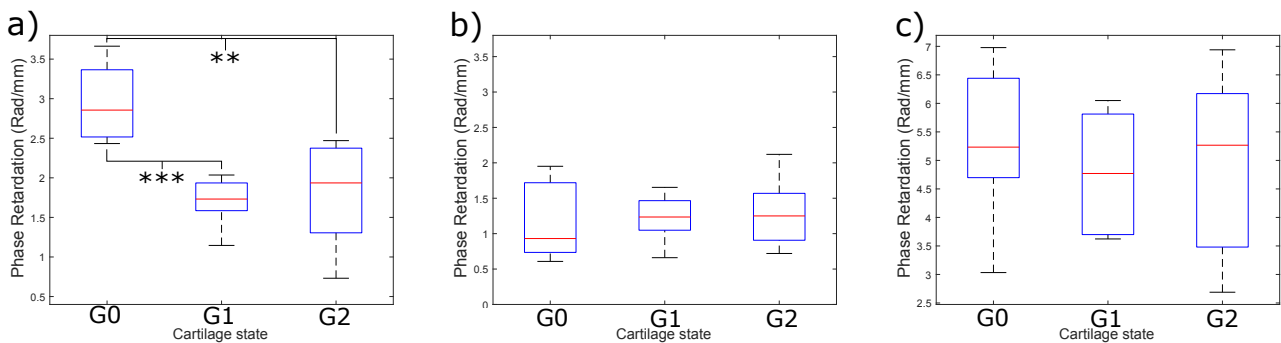 a)
Phase Retardation (Rad/mm)
3.5
3
2.5
2
1.5
1
0.5
**
***
G0 G1 G2
Cartilage state
b)
Phase Retardation (Rad/mm)
3.5
3
2.5
2
1.5
1
0.5
0
G0 G1 G2
Cartilage state
c)
Phase Retardation (Rad/mm)
7
6.5
6
5.5
5
4.5
4
3.5
3
2.5
G0 G1 G2
Cartilage state